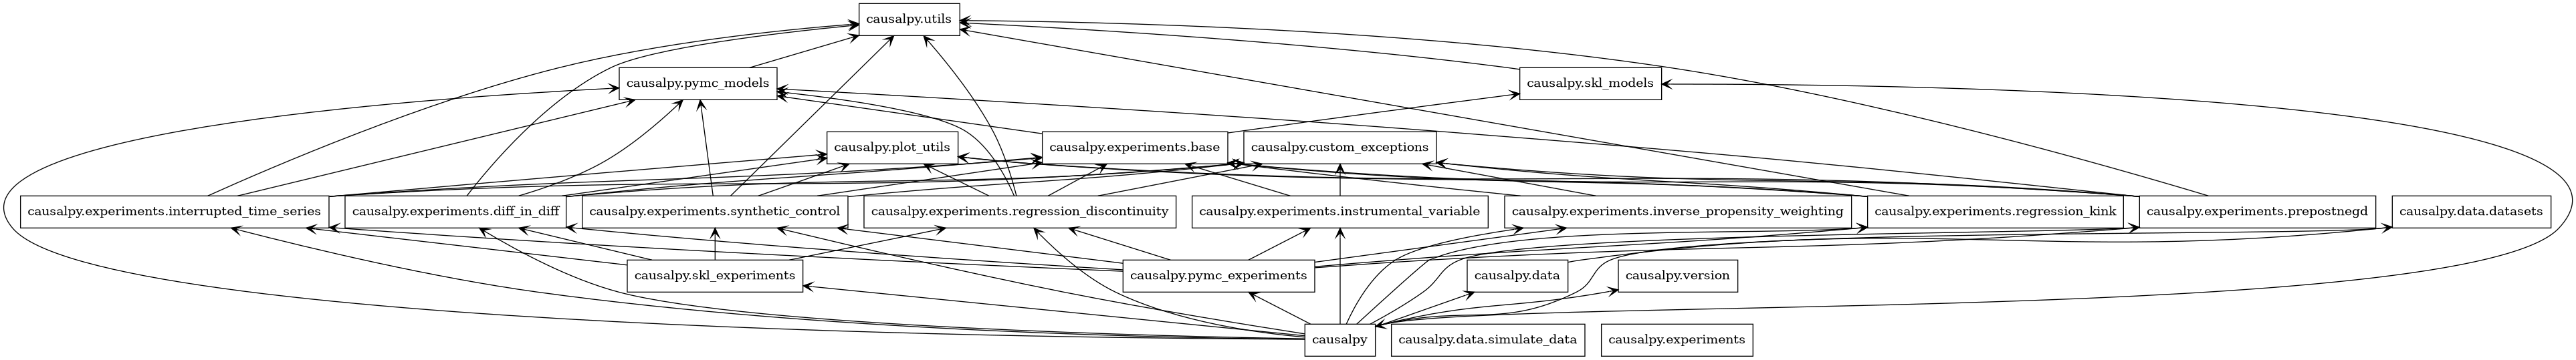 causalpy.utils
causalpy.pymc_models
causalpy.skl_models
causalpy.plot_utils
causalpy.experiments.base
causalpy.custom_exceptions
causalpy.experiments.interrupted_time_series
causalpy.experiments.diff_in_diff
causalpy.experiments.synthetic_control
causalpy.experiments.regression_discontinuity
causalpy.experiments.instrumental_variable
causalpy.experiments.inverse_propensity_weighting
causalpy.experiments.regression_kink
causalpy.experiments.prepostnegd
causalpy.data.datasets
causalpy.skl_experiments
causalpy.pymc_experiments
causalpy.data
causalpy.version
causalpy
causalpy.data.simulate_data
causalpy.experiments